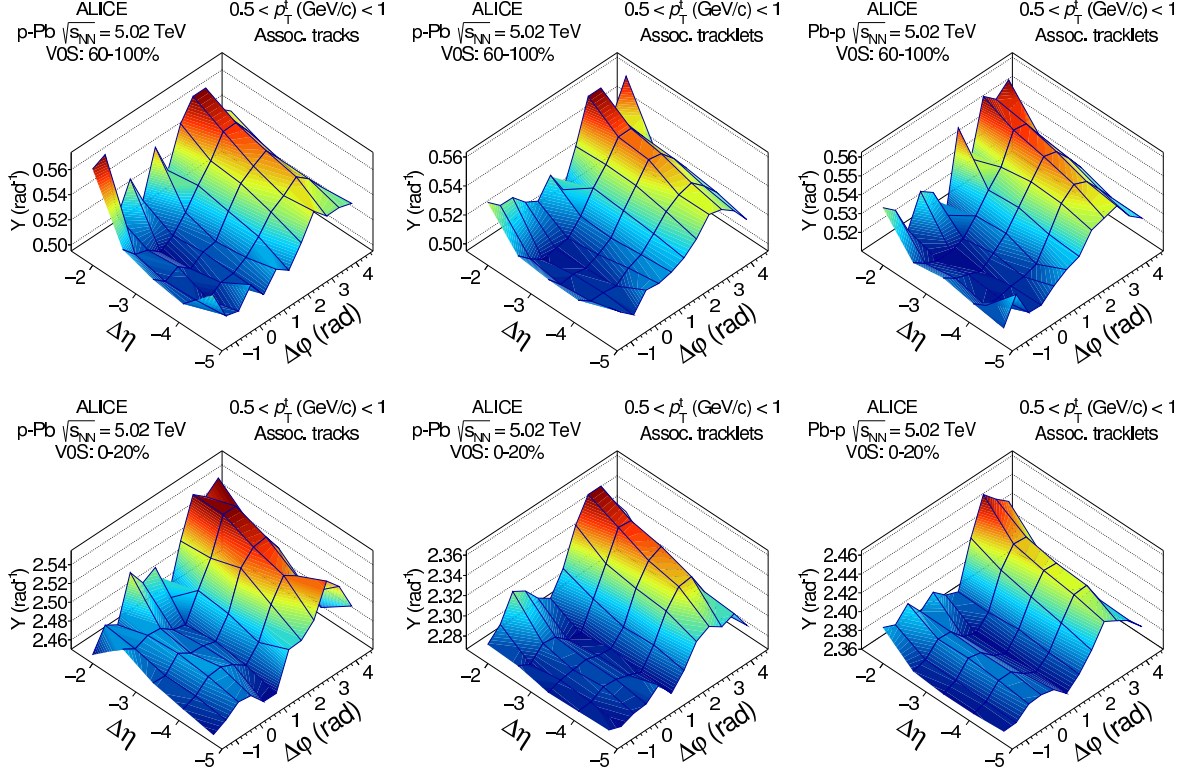 ALICE
0.5 < p_T^t (GeV/c) < 1
p-Pb √s_NN = 5.02 TeV
Assoc. tracks
V0S: 60-100%
Y (rad⁻¹)
0.56
0.54
0.52
0.50
−2
−3
−4
−5
Δη
−1
0
1
2
3
4
Δφ (rad)
ALICE
0.5 < p_T^t (GeV/c) < 1
p-Pb √s_NN = 5.02 TeV
Assoc. tracklets
V0S: 60-100%
Y (rad⁻¹)
0.56
0.54
0.52
0.50
−2
−3
−4
−5
Δη
−1
0
1
2
3
4
Δφ (rad)
ALICE
0.5 < p_T^t (GeV/c) < 1
Pb-p √s_NN = 5.02 TeV
Assoc. tracklets
V0S: 60-100%
Y (rad⁻¹)
0.56
0.55
0.54
0.53
0.52
−2
−3
−4
−5
Δη
−1
0
1
2
3
4
Δφ (rad)
ALICE
0.5 < p_T^t (GeV/c) < 1
p-Pb √s_NN = 5.02 TeV
Assoc. tracks
V0S: 0-20%
Y (rad⁻¹)
2.54
2.52
2.50
2.48
2.46
−2
−3
−4
−5
Δη
−1
0
1
2
3
4
Δφ (rad)
ALICE
0.5 < p_T^t (GeV/c) < 1
p-Pb √s_NN = 5.02 TeV
Assoc. tracklets
V0S: 0-20%
Y (rad⁻¹)
2.36
2.34
2.32
2.30
2.28
−2
−3
−4
−5
Δη
−1
0
1
2
3
4
Δφ (rad)
ALICE
0.5 < p_T^t (GeV/c) < 1
Pb-p √s_NN = 5.02 TeV
Assoc. tracklets
V0S: 0-20%
Y (rad⁻¹)
2.46
2.44
2.42
2.40
2.38
2.36
−2
−3
−4
−5
Δη
−1
0
1
2
3
4
Δφ (rad)